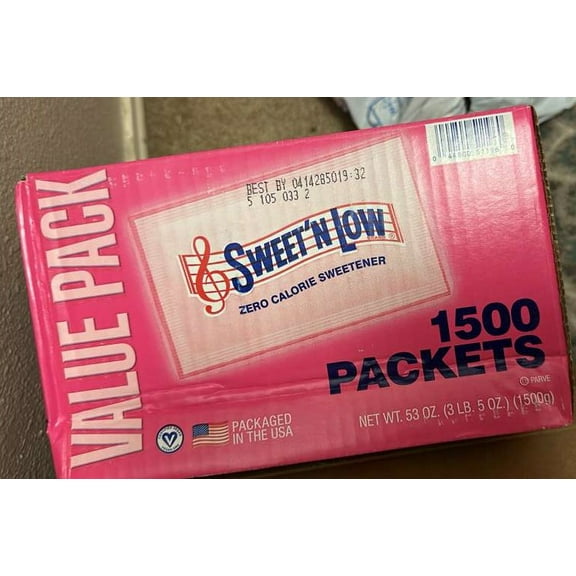 VALUE PACK
BEST BY 0414285019:32
5 105 033 2
SWEET'N LOW
ZERO CALORIE SWEETENER
1500
PACKETS
PARVE
PACKAGED
IN THE USA
NET WT. 53 OZ. (3 LB. 5 OZ.) (1500g)